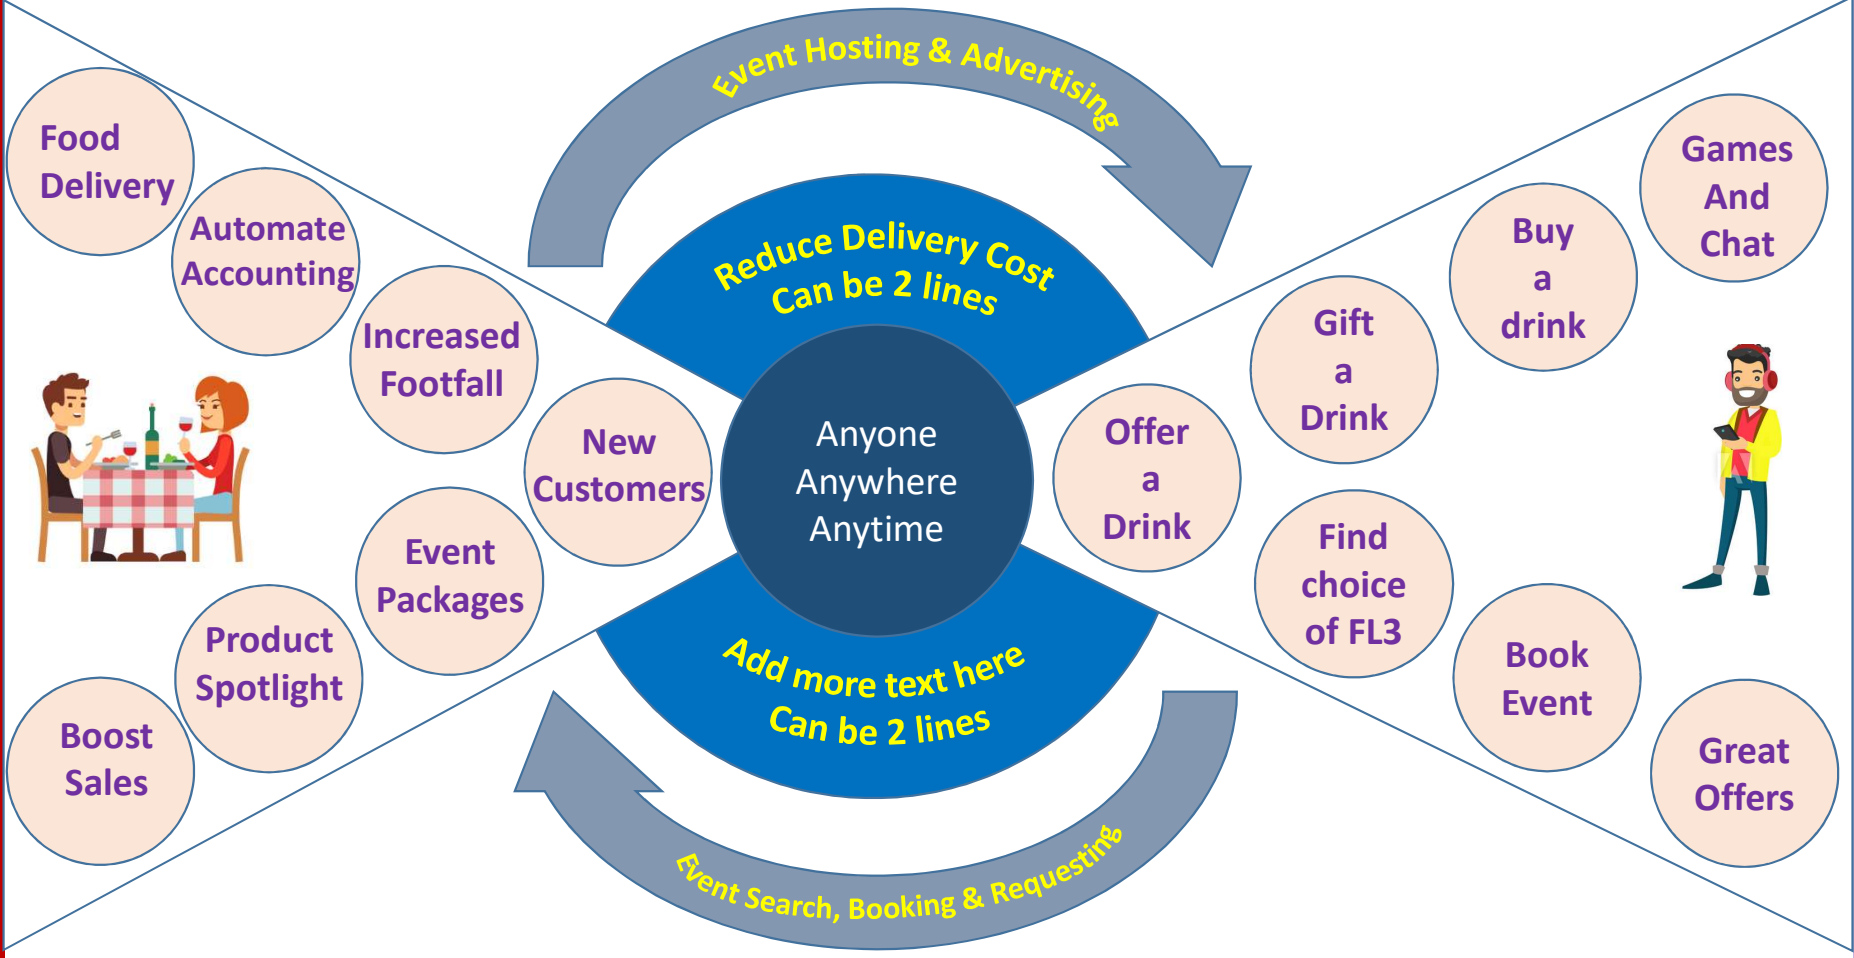 Event Hosting & Advertising
Food
Delivery
Automate
Accounting
Increased
Footfall
New
Customers
Event
Packages
Product
Spotlight
Boost
Sales
Reduce Delivery Cost
Can be 2 lines
Anyone
Anywhere
Anytime
Add more text here
Can be 2 lines
Offer
a
Drink
Gift
a
Drink
Buy
a
drink
Games
And
Chat
Find
choice
of FL3
Book
Event
Great
Offers
Event Search, Booking & Requesting